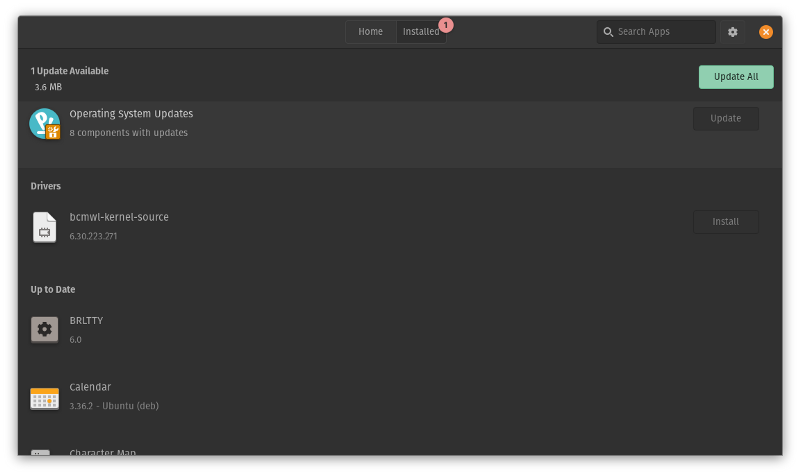 Home
Installed
1
Search Apps
1 Update Available
3.6 MB
Update All
Operating System Updates
8 components with updates
Update
Drivers
bcmwl-kernel-source
6.30.223.271
Install
Up to Date
BRLTTY
6.0
Calendar
3.36.2 - Ubuntu (deb)
Character Map